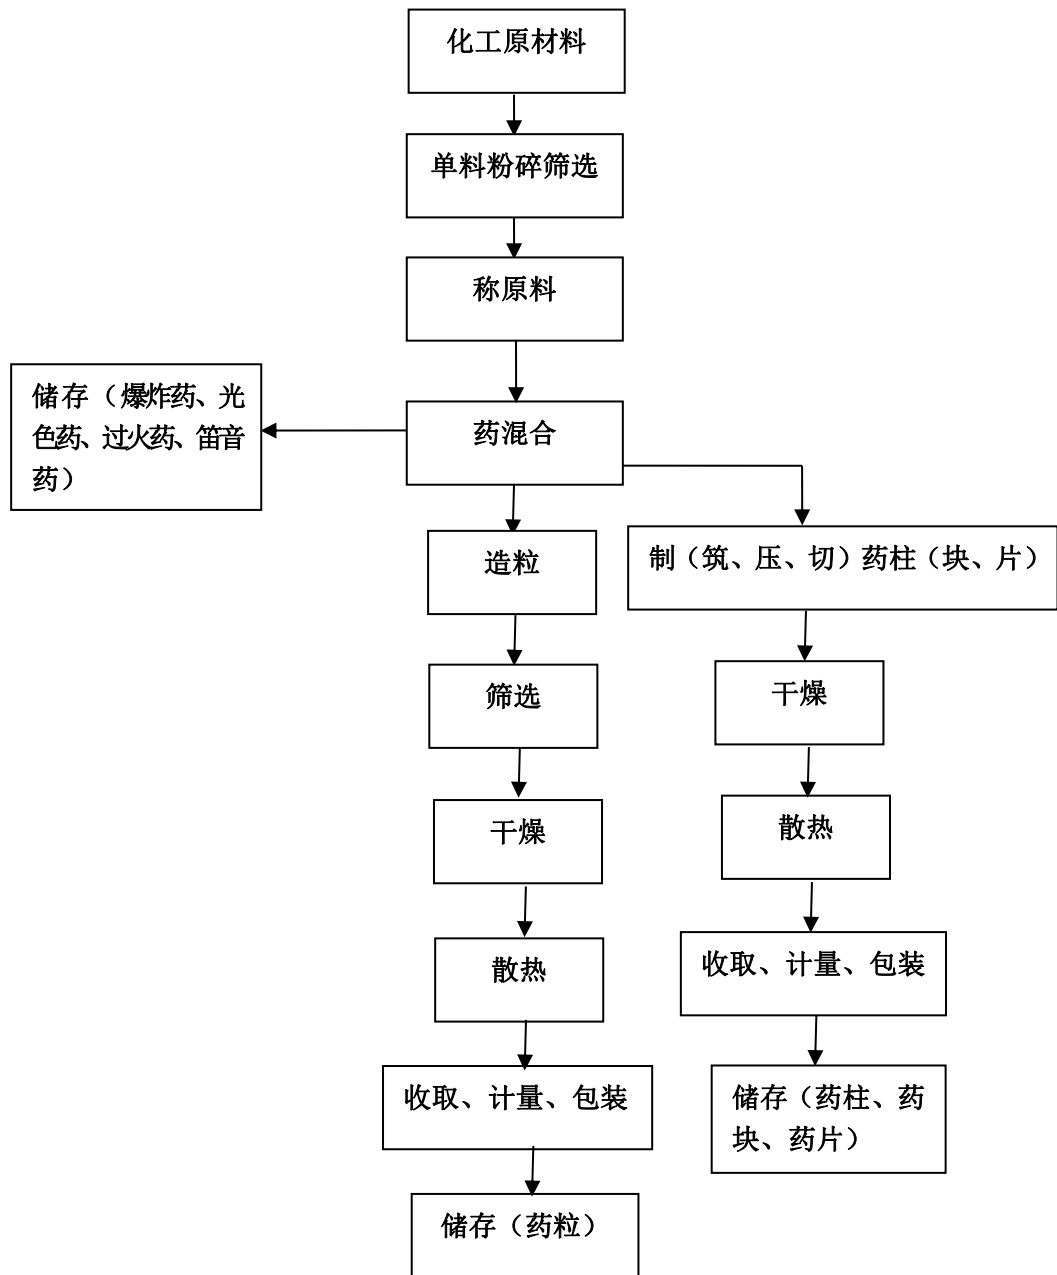 化工原材料
单料粉碎筛选
称原料
储存（爆炸药、光
色药、过火药、笛音
药）
药混合
造粒
制（筑、压、切）药柱（块、片）
筛选
干燥
干燥
散热
散热
收取、计量、包装
收取、计量、包装
储存（药柱、药
块、药片）
储存（药粒）